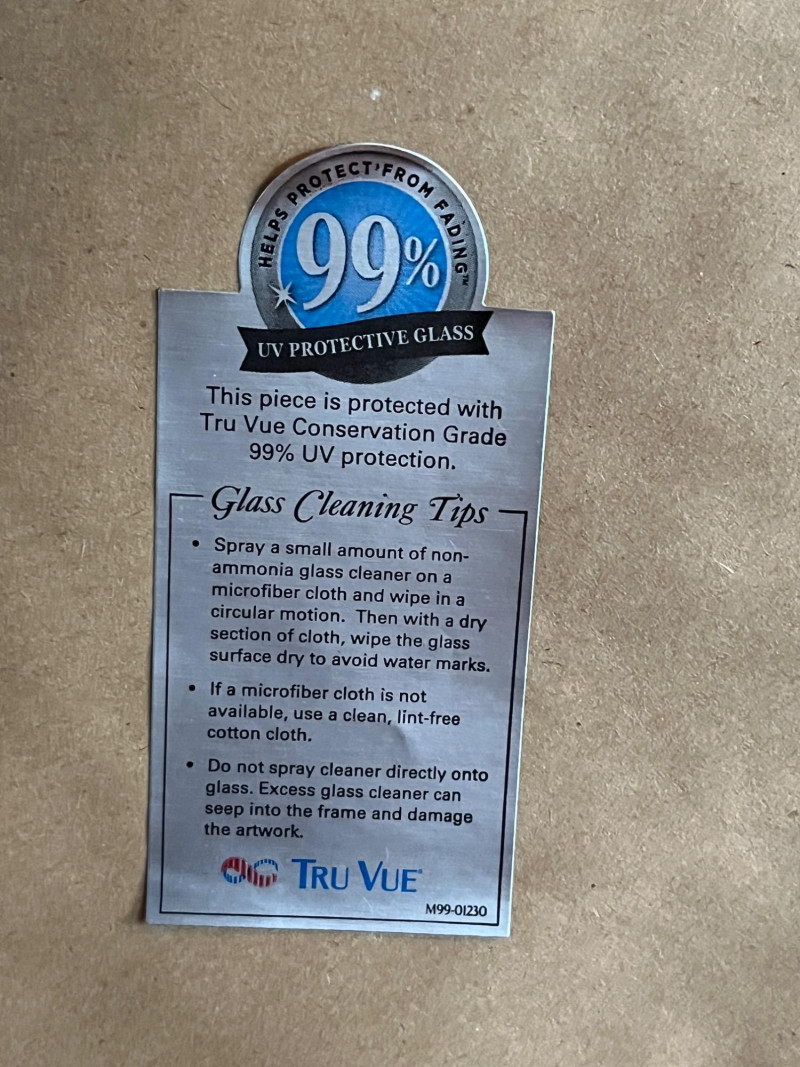 HELPS PROTECT FROM FADING™
99%
UV PROTECTIVE GLASS
This piece is protected with
Tru Vue Conservation Grade
99% UV protection.
Glass Cleaning Tips
• Spray a small amount of non-
ammonia glass cleaner on a
microfiber cloth and wipe in a
circular motion. Then with a dry
section of cloth, wipe the glass
surface dry to avoid water marks.
• If a microfiber cloth is not
available, use a clean, lint-free
cotton cloth.
• Do not spray cleaner directly onto
glass. Excess glass cleaner can
seep into the frame and damage
the artwork.
TRU VUE®
M99-01230